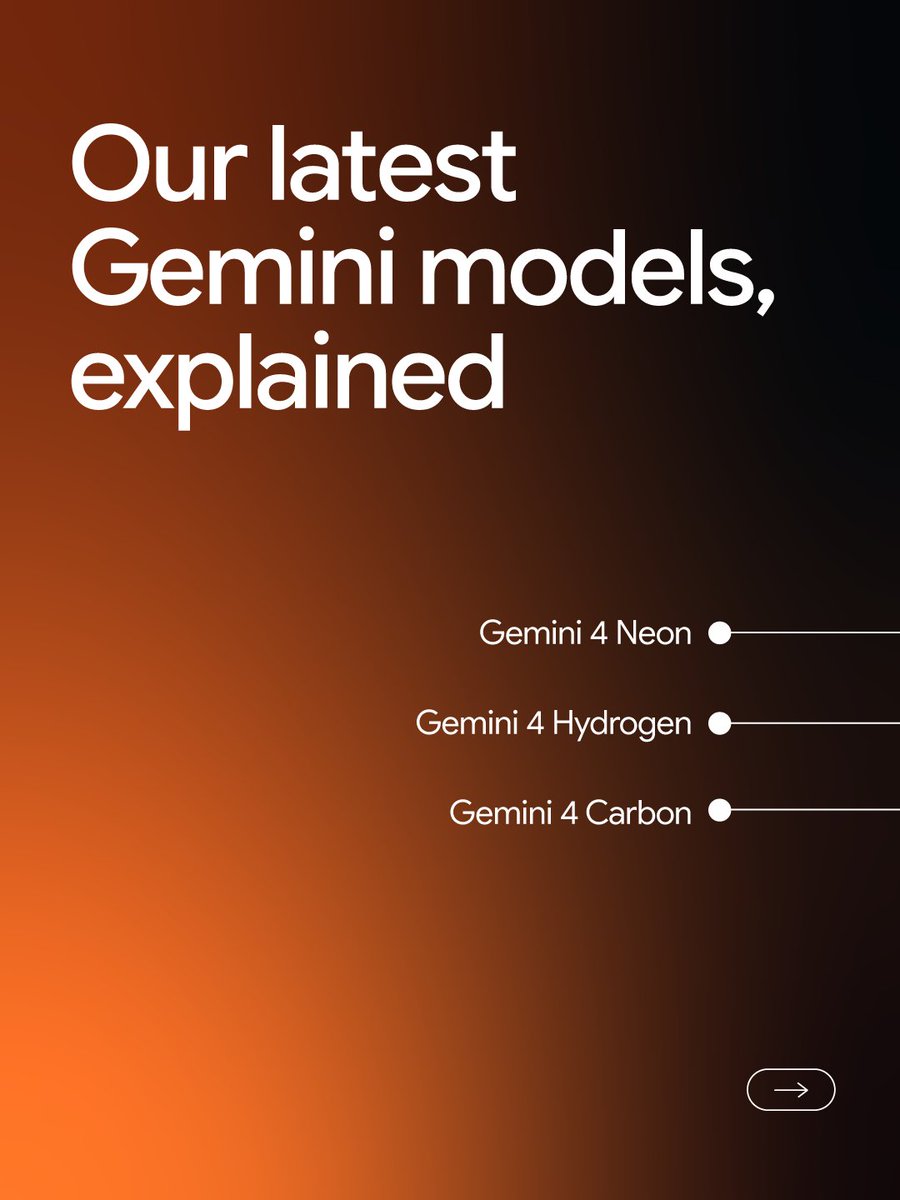 Our latest
Gemini models,
explained
Gemini 4 Neon
Gemini 4 Hydrogen
Gemini 4 Carbon